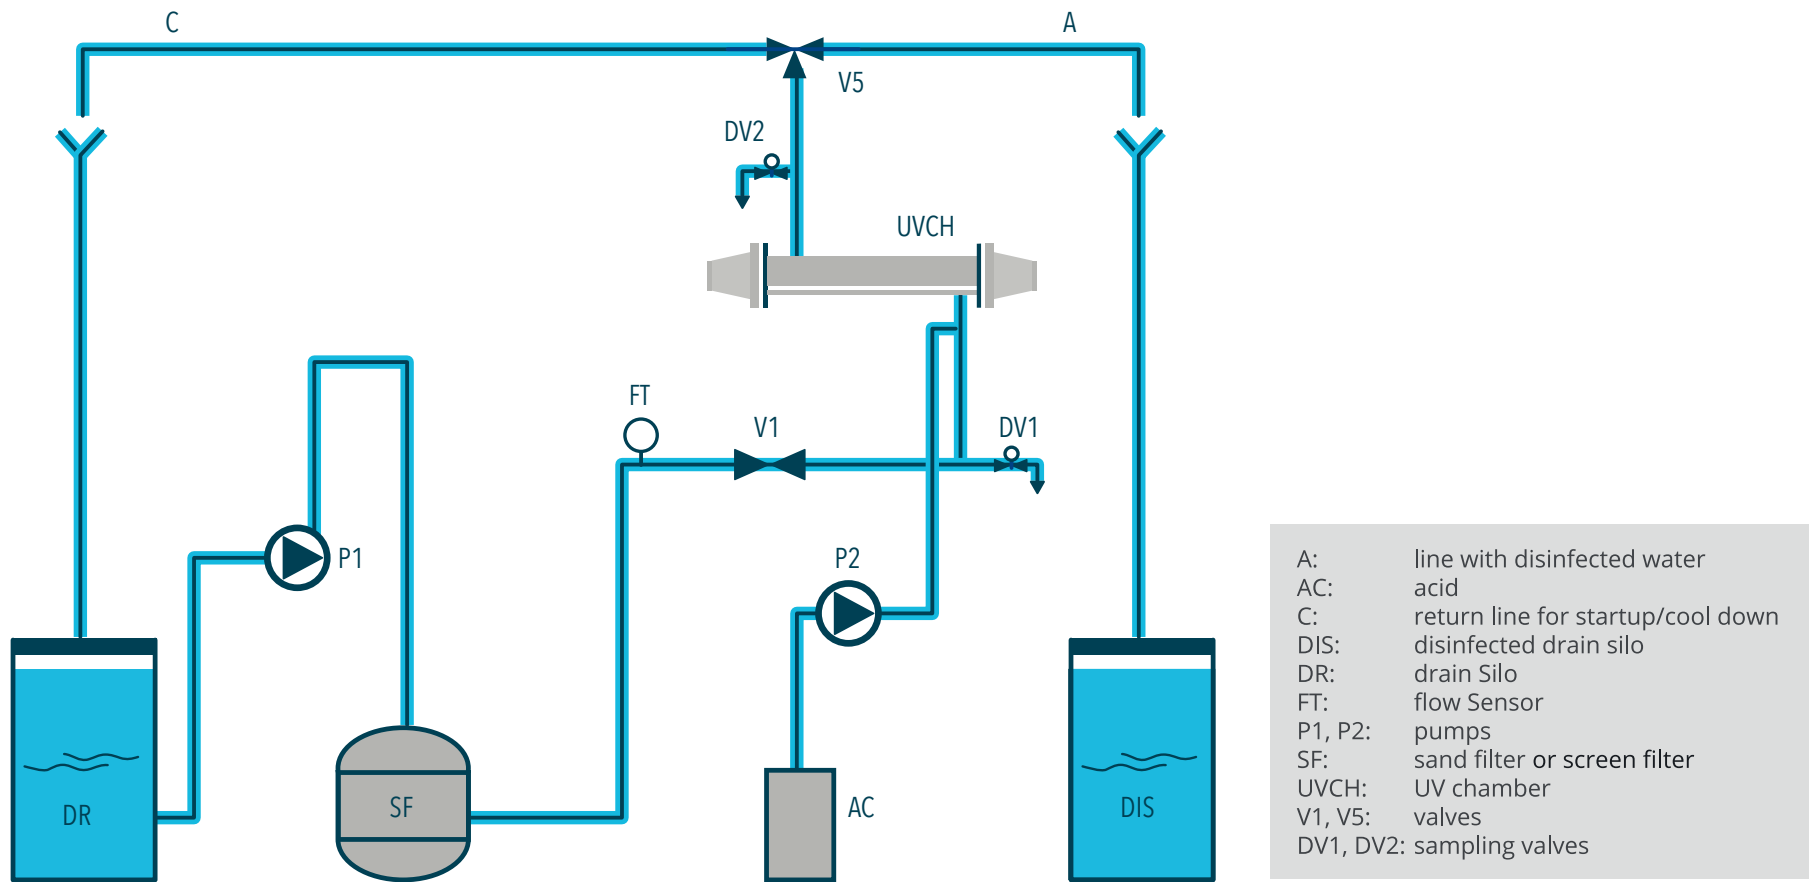 C
A
V5
DV2
UVCH
FT
V1
DV1
P1
P2
DR
SF
AC
DIS
A: line with disinfected water
AC: acid
C: return line for startup/cool down
DIS: disinfected drain silo
DR: drain Silo
FT: flow Sensor
P1, P2: pumps
SF: sand filter or screen filter
UVCH: UV chamber
V1, V5: valves
DV1, DV2: sampling valves